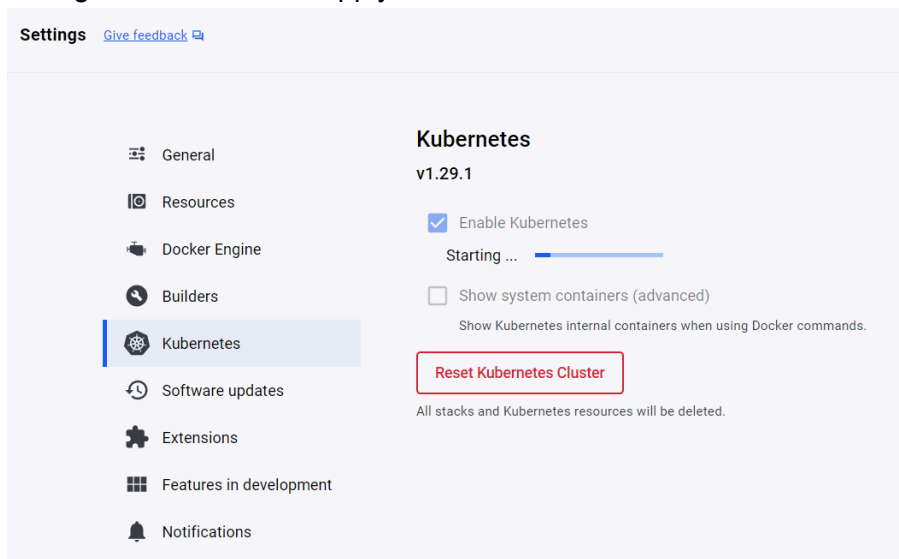 Settings Give feedback
General
Resources
Docker Engine
Builders
Kubernetes
Software updates
Extensions
Features in development
Notifications
Kubernetes
v1.29.1
Enable Kubernetes
Starting ...
Show system containers (advanced)
Show Kubernetes internal containers when using Docker commands.
Reset Kubernetes Cluster
All stacks and Kubernetes resources will be deleted.